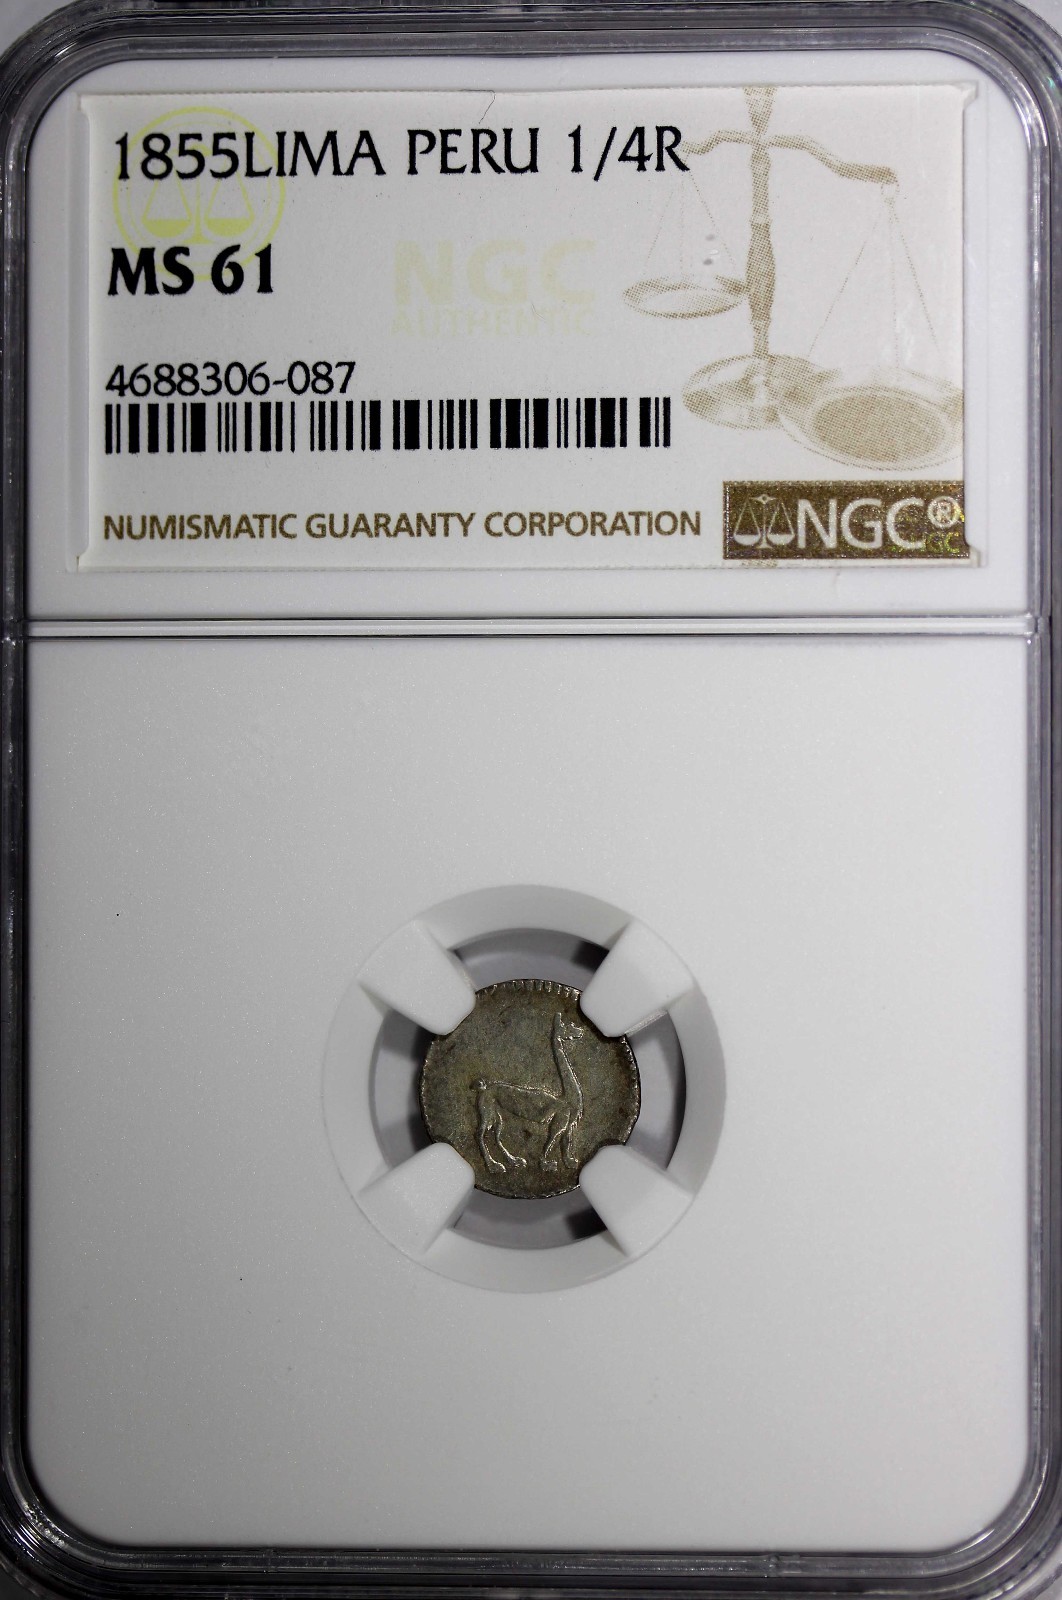 1855LIMA PERU 1/4R
MS 61
NGC
AUTHENTIC
4688306-087
NUMISMATIC GUARANTY CORPORATION
NGC®